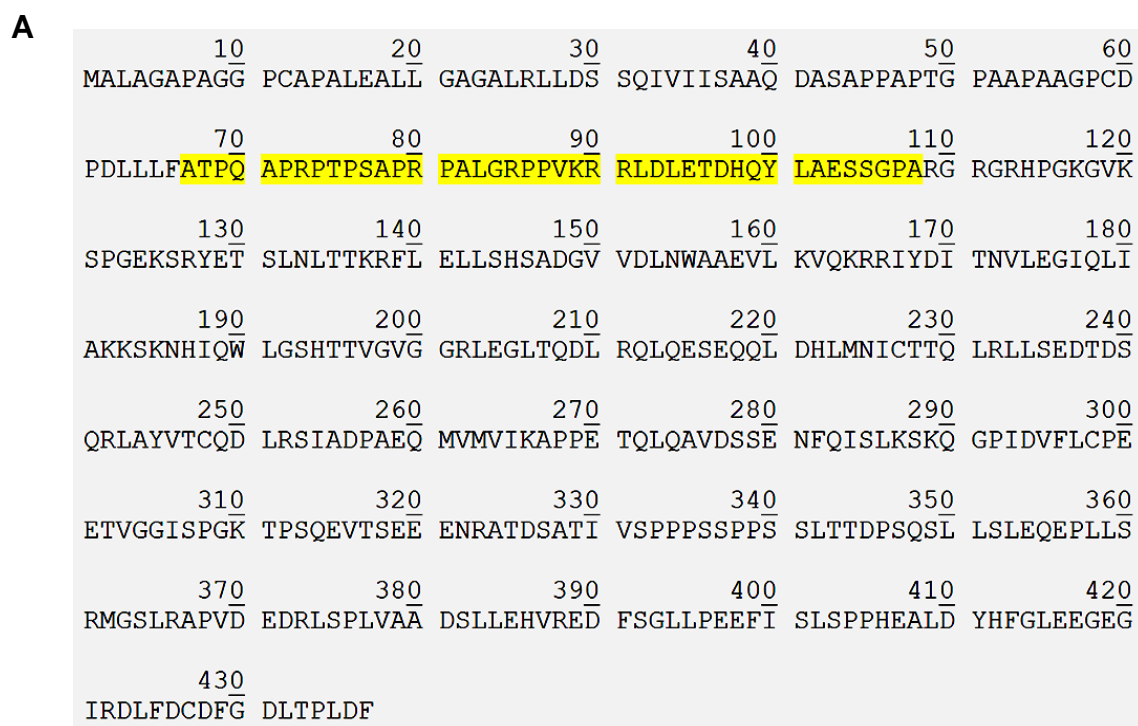 A
10 20 30 40 50 60
MALAGAPAGG PCAPALEALL GAGALRLLDS SQIVIISAAQ DASAPPAPTG PAAPAAGPCD
70 80 90 100 110 120
PDLLLFATPQ APRPTPSAPR PALGRPPVKR RLDLETDHQY LAESSGPARG RGRHPGKGVK
130 140 150 160 170 180
SPGEKSRYET SLNLTTKRFL ELLSHSADGV VDLNWAAEVL KVQKRRIYDI TNVLEGIQLI
190 200 210 220 230 240
AKKSKNHIQW LGSHTTVGVG GRLEGLTQDL RQLQESEQQL DHLMNICTTQ LRLLSEDTDS
250 260 270 280 290 300
QRLAYVTCQD LRSIADPAEQ MVMVIKAPPE TQLQAVDSSE NFQISLKSKQ GPIDVFLCPE
310 320 330 340 350 360
ETVGGISPGK TPSQEVTSEE ENRATDSATI VSPPPSSPPS SLTTDPSQSL LSLEQEPLLS
370 380 390 400 410 420
RMGSLRAPVD EDRLSPLVAA DSLLEHVRED FSGLLPEEFI SLSPPHEALD YHFGLEEGEG
430
IRDLFDCDFG DLTPLDF